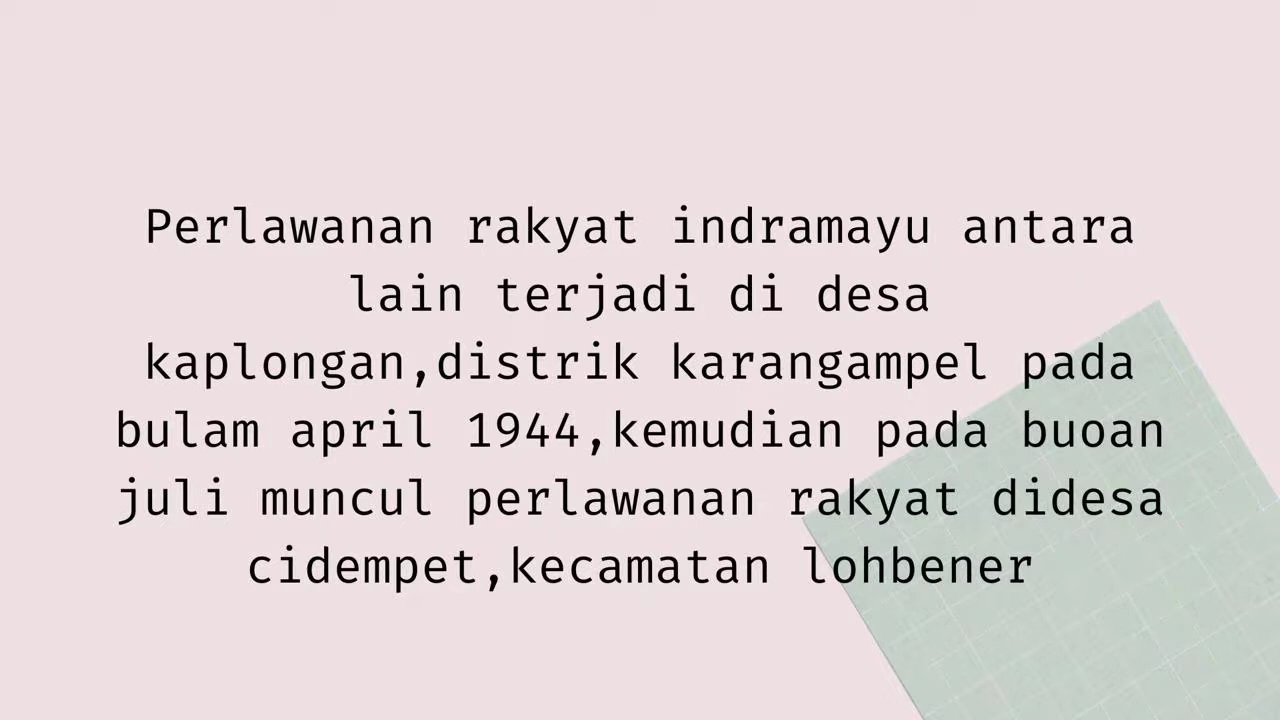 Perlawanan rakyat indramayu antara
lain terjadi di desa
kaplongan,distrik karangampel pada
bulam april 1944,kemudian pada buoan
juli muncul perlawanan rakyat didesa
cidempet,kecamatan lohbener